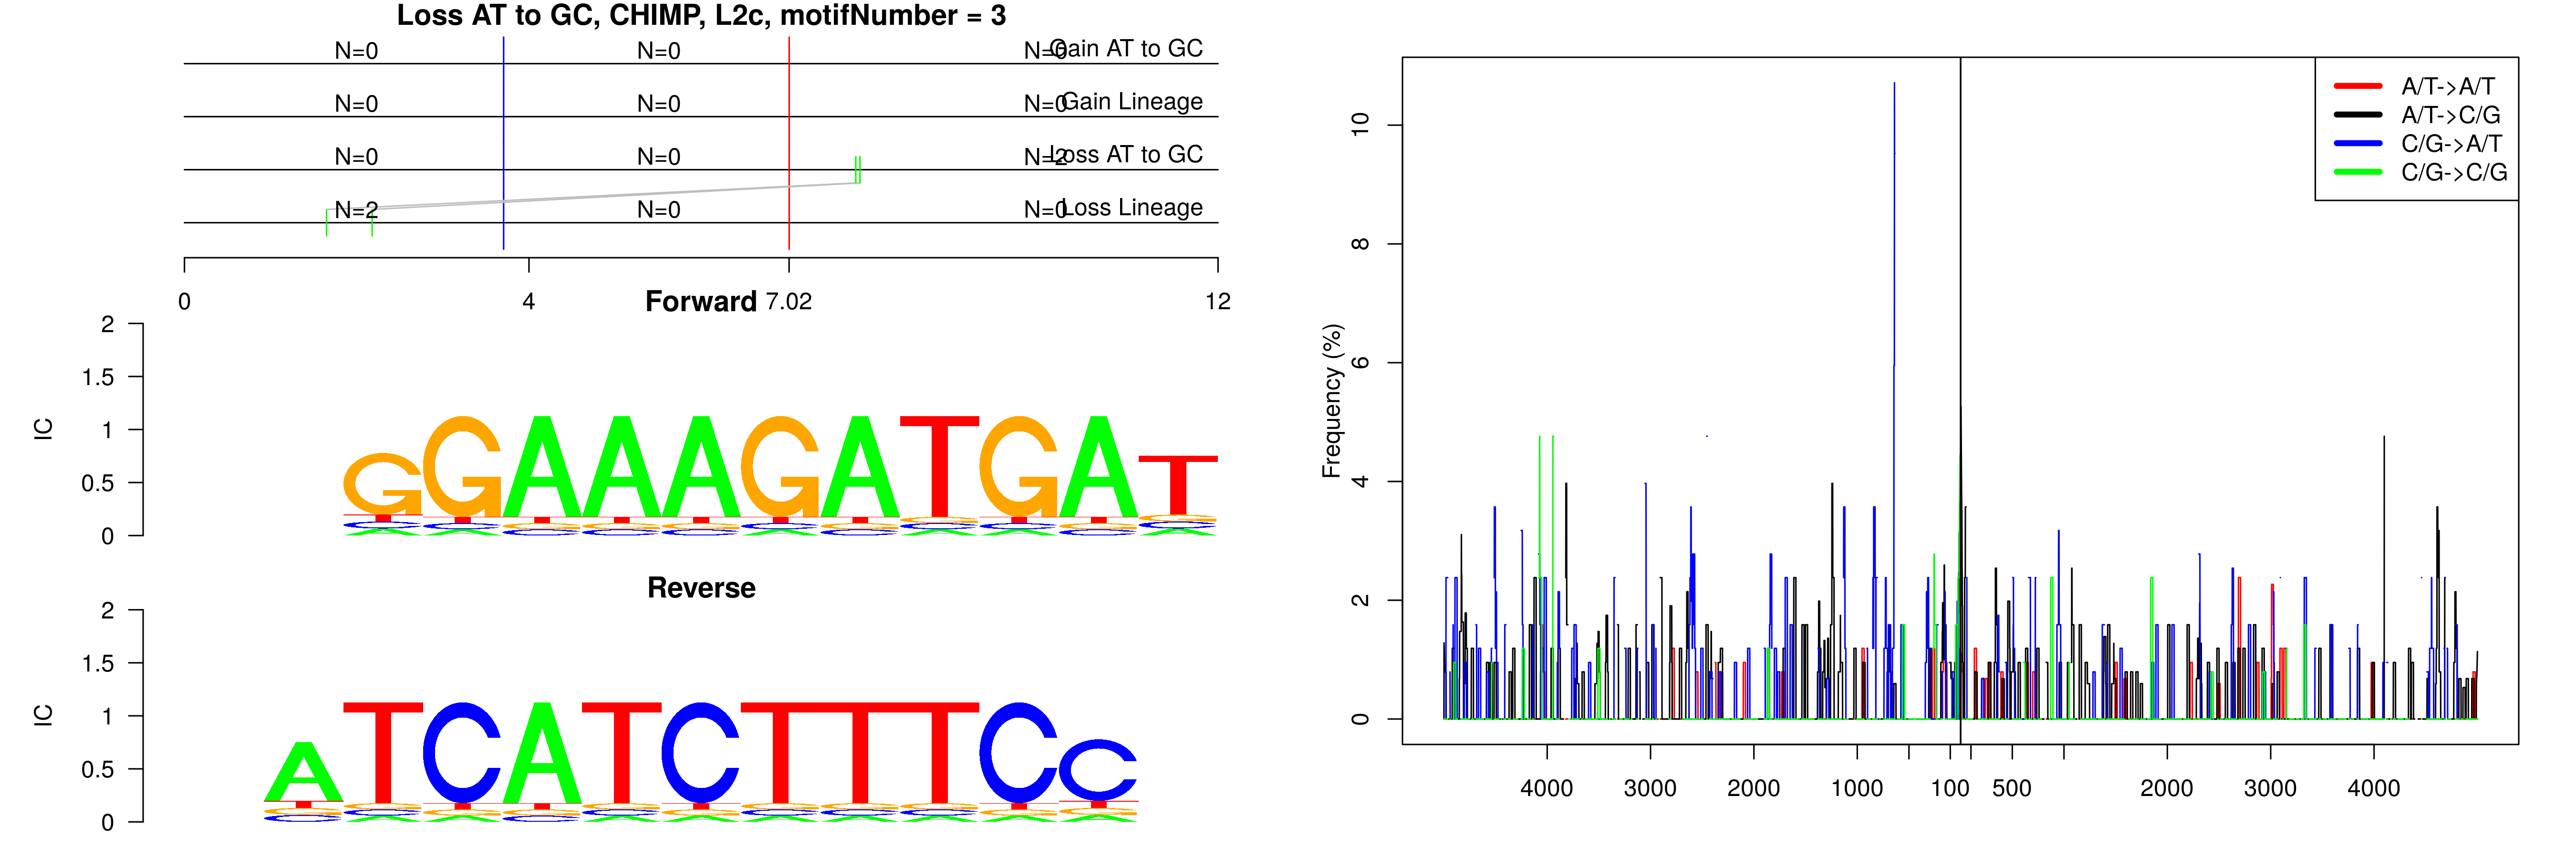 Loss AT to GC, CHIMP, L2c, motifNumber = 3
N=0 N=0 N=0 Gain AT to GC
N=0 N=0 N=0 Gain Lineage
N=0 N=0 N=2 Loss AT to GC
N=2 N=0 N=0 Loss Lineage
0 4 7.02 12
Forward
2
1.5
1
0.5
0
IC
GGAAAGATGAT
Reverse
2
1.5
1
0.5
0
IC
ATCATCTTTCC
A/T->A/T
A/T->C/G
C/G->A/T
C/G->C/G
Frequency (%)
10
8
6
4
2
0
4000 3000 2000 1000 100 500 2000 3000 4000